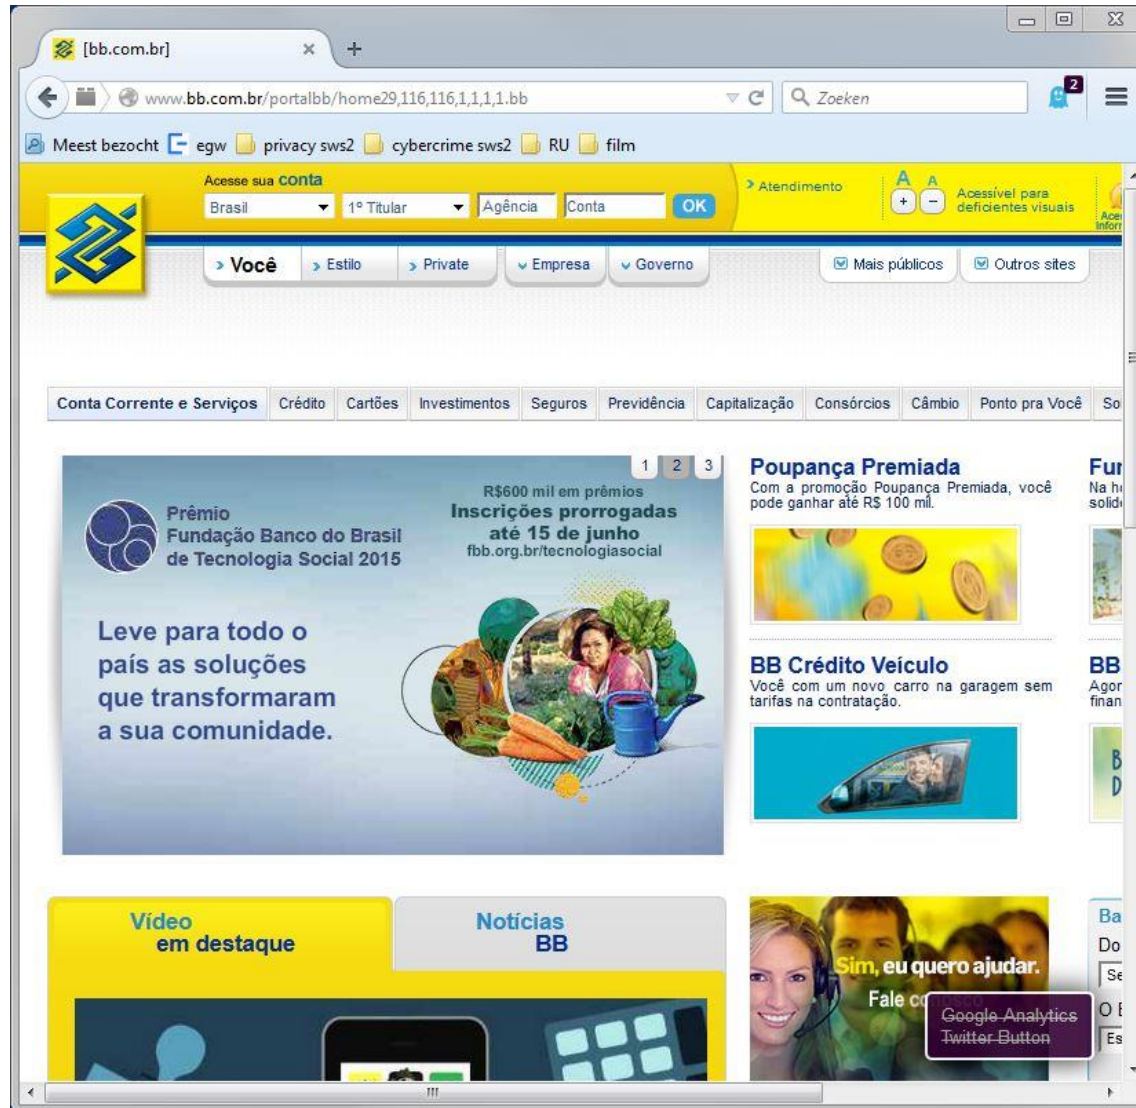 [bb.com.br]
www.bb.com.br/portalbb/home29,116,116,1,1,1,1.bb
Zoeken
2
Meest bezocht egw privacy sws2 cybercrime sws2 RU film
Acesse sua conta
Brasil 1º Titular Agência Conta OK
Atendimento
A A
+ -
Acessível para
deficientes visuais
Você Estilo Private Empresa Governo Mais públicos Outros sites
Conta Corrente e Serviços Crédito Cartões Investimentos Seguros Previdência Capitalização Consórcios Câmbio Ponto pra Você
1 2 3
R$600 mil em prêmios
Inscrições prorrogadas
até 15 de junho
fbb.org.br/tecnologiasocial
Prêmio
Fundação Banco do Brasil
de Tecnologia Social 2015
Leve para todo o
país as soluções
que transformaram
a sua comunidade.
Poupança Premiada
Com a promoção Poupança Premiada, você
pode ganhar até R$ 100 mil.
BB Crédito Veículo
Você com um novo carro na garagem sem
tarifas na contratação.
BB
Vídeo
em destaque
Notícias
BB
Sim, eu quero ajudar.
Fale conosco
Google Analytics
Twitter Button
Do